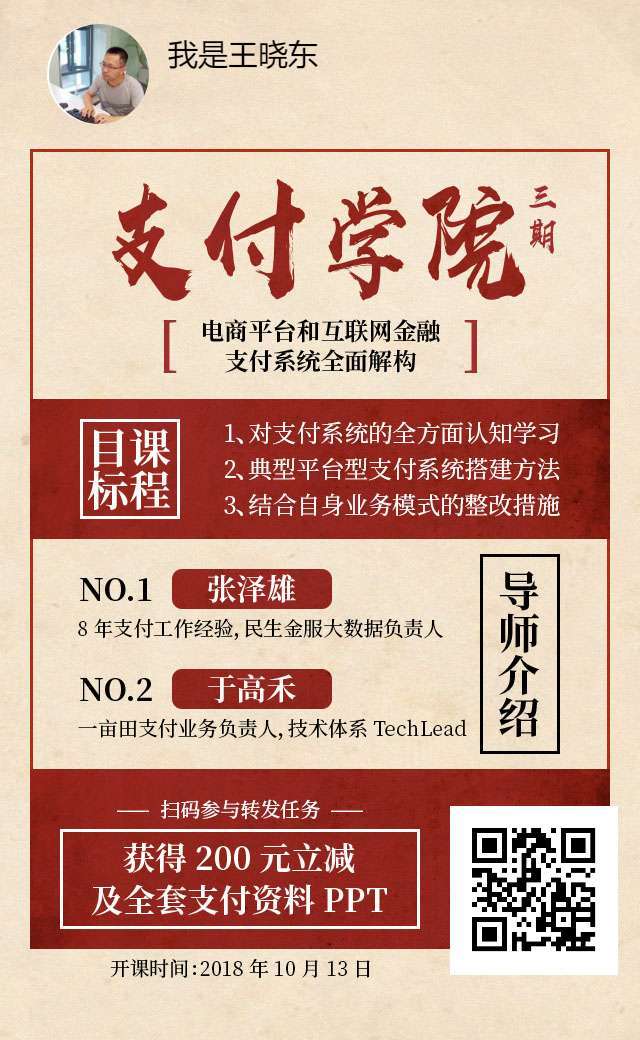 我是王晓东
支付学院
三期
[ 电商平台和互联网金融
支付系统全面解构 ]
课程目标
1、对支付系统的全方面认知学习
2、典型平台型支付系统搭建方法
3、结合自身业务模式的整改措施
导师介绍
NO.1 张泽雄
8 年支付工作经验, 民生金服大数据负责人
NO.2 于高禾
一亩田支付业务负责人, 技术体系 TechLead
扫码参与转发任务
获得 200 元立减
及全套支付资料 PPT
开课时间:2018 年 10 月 13 日